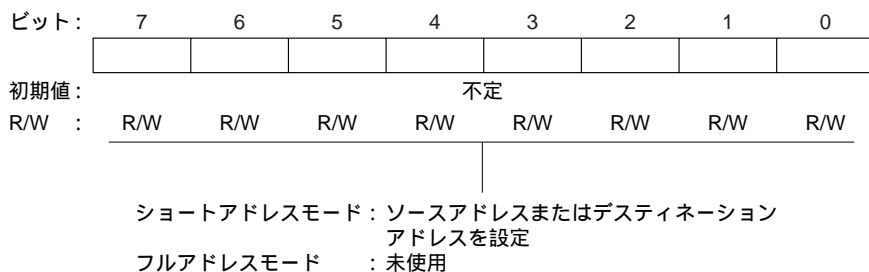 ビット： 7 6 5 4 3 2 1 0
初期値： 不定
R/W ： R/W R/W R/W R/W R/W R/W R/W R/W
ショートアドレスモード：ソースアドレスまたはデスティネーション
アドレスを設定
フルアドレスモード ：未使用